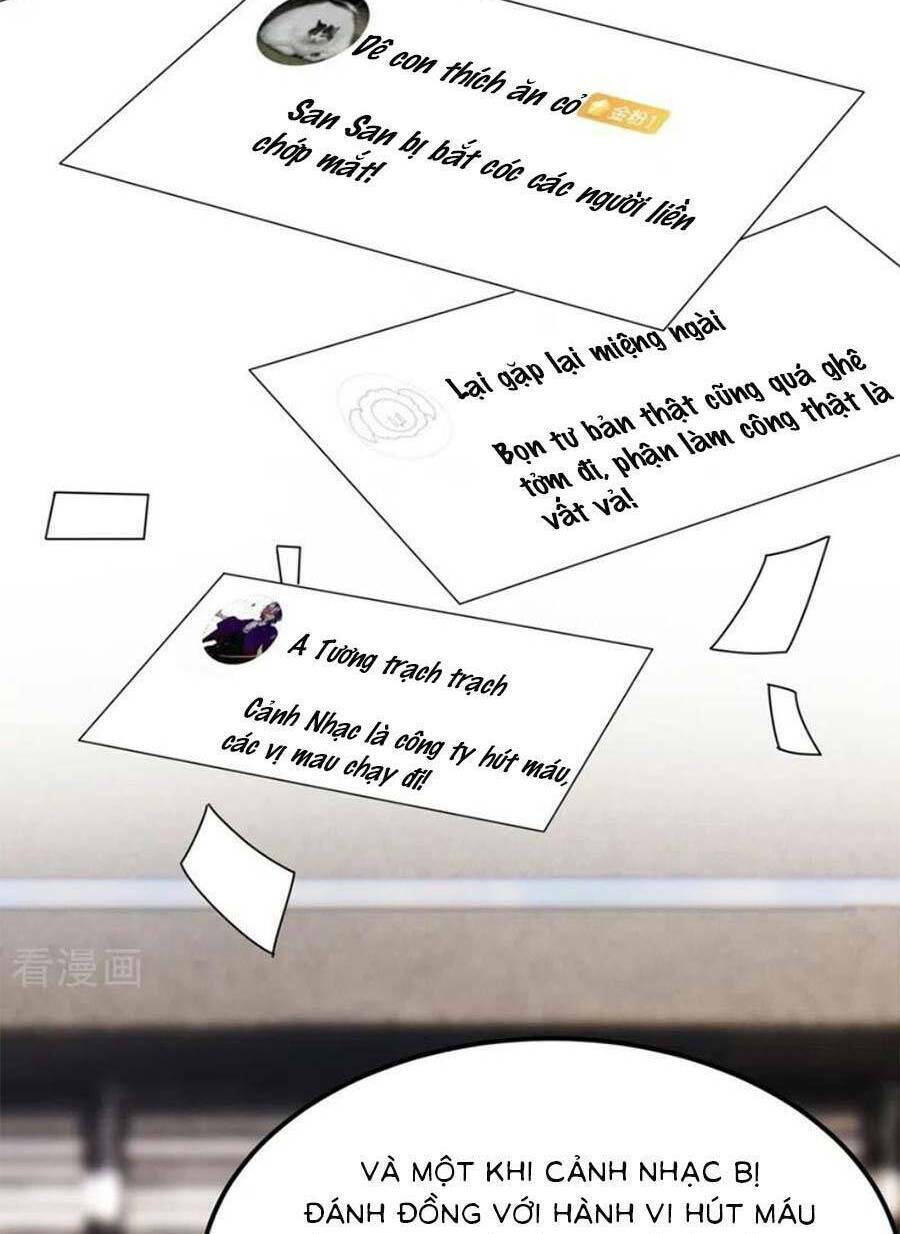 Dê con thích ăn cỏ 金粉1
San San bị bắt cóc các người liền
chớp mắt!
Lại gặp lại miệng ngài
Bọn tư bản thật cũng quá ghê
tởm đi, phận làm công thật là
vất vả!
A Tương trạch trạch
Cảnh Nhạc là công ty hút máu,
các vị mau chạy đi!
看漫画
VÀ MỘT KHI CẢNH NHẠC BỊ
ĐÁNH ĐỒNG VỚI HÀNH VI HÚT MÁU